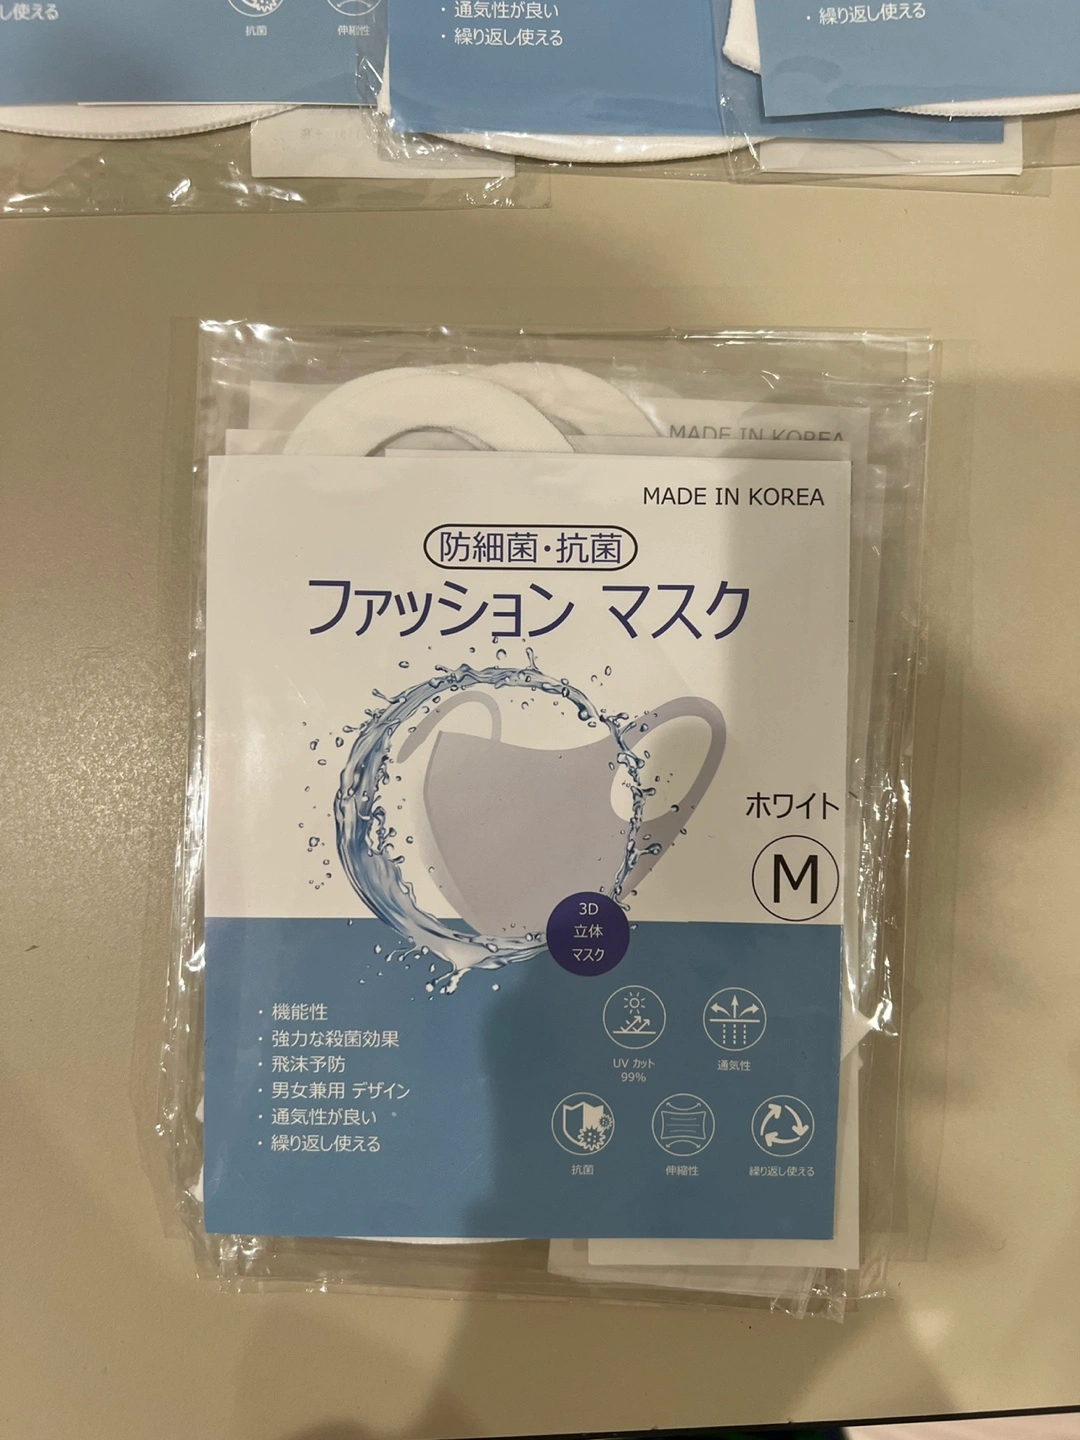 し使える
抗菌
伸縮性
・通気性が良い
・繰り返し使える
・繰り返し使える
MADE IN KOREA
MADE IN KOREA
防細菌・抗菌
ファッション マスク
ホワイト
M
3D
立体
マスク
・機能性
・強力な殺菌効果
・飛沫予防
・男女兼用 デザイン
・通気性が良い
・繰り返し使える
UV カット
99%
通気性
抗菌
伸縮性
繰り返し使える